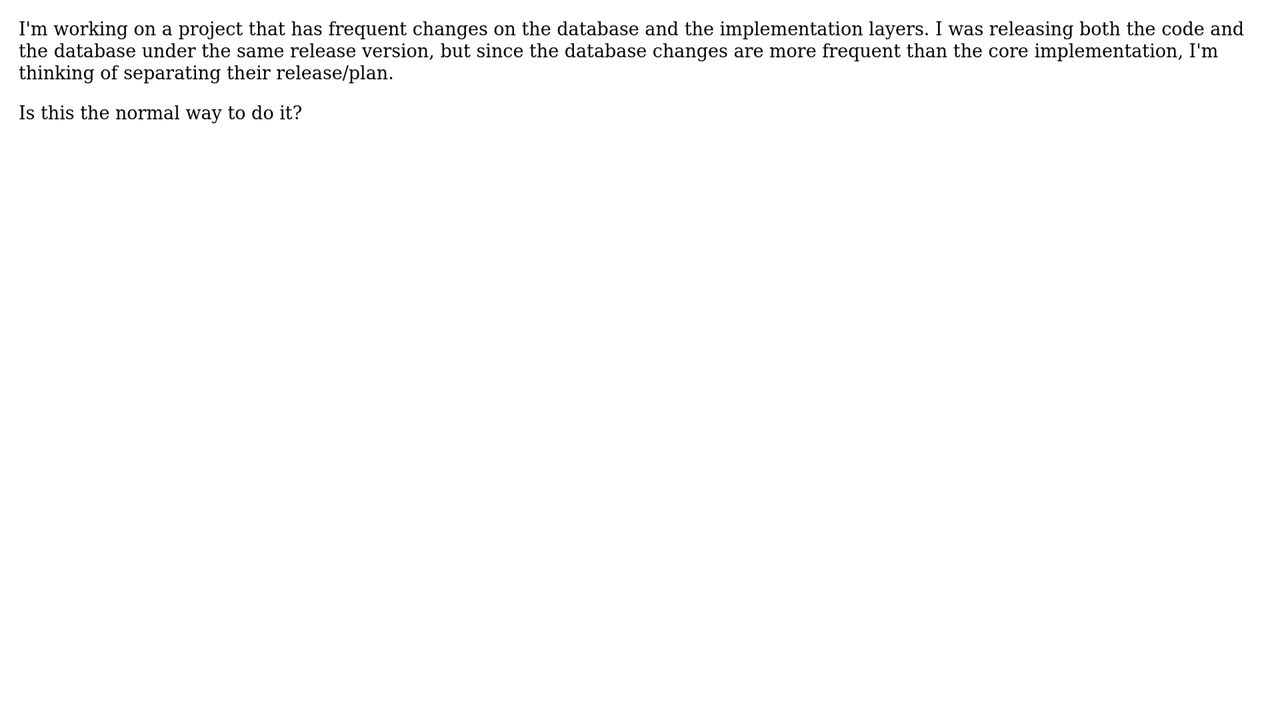 I'm working on a project that has frequent changes on the database and the implementation layers. I was releasing both the code and
the database under the same release version, but since the database changes are more frequent than the core implementation, I'm
thinking of separating their release/plan.
Is this the normal way to do it?